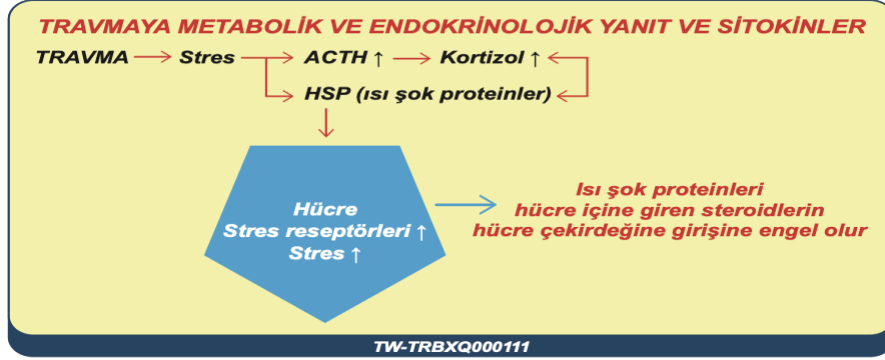 TRAVMAYA METABOLİK VE ENDOKRİNOLOJİK YANIT VE SİTOKİNLER
TRAVMA → Stres → ACTH ↑ → Kortizol ↑
HSP (ısı şok proteinler)
Hücre
Stres reseptörleri ↑
Stres ↑
Isı şok proteinleri
hücre içine giren steroidlerin
hücre çekirdeğine girişine engel olur
TW-TRBXQ000111